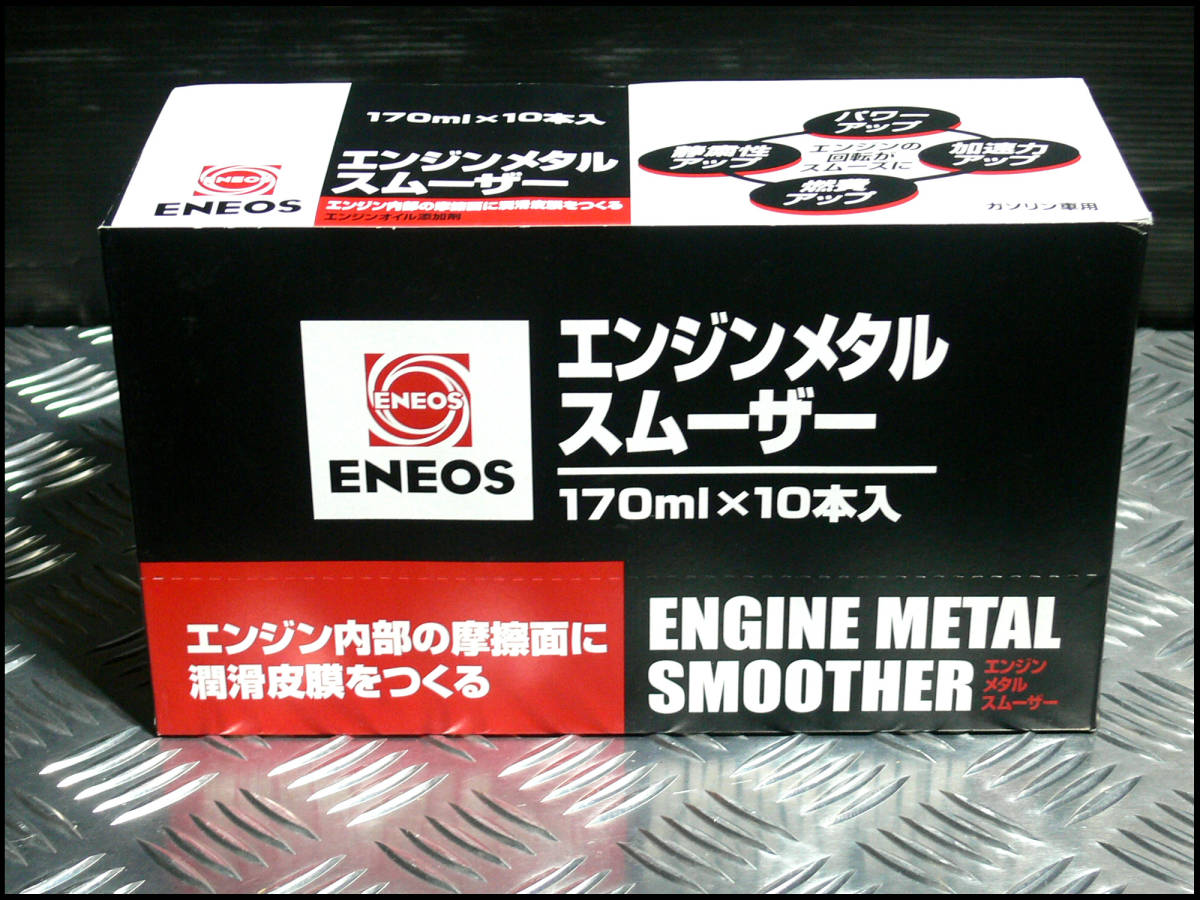 ENEOS
ENEOS
170ml×10本入
エンジンメタル
スムーザー
エンジン内部の摩擦面に潤滑皮膜をつくる
エンジンオイル添加剤
パワー
アップ
静粛性
アップ
エンジンの
回転が
スムースに
加速力
アップ
燃費
アップ
ガソリン車用
ENEOS
ENEOS
エンジンメタル
スムーザー
170ml×10本入
エンジン内部の摩擦面に
潤滑皮膜をつくる
ENGINE METAL
SMOOTHER
エンジン
メタル
スムーザー